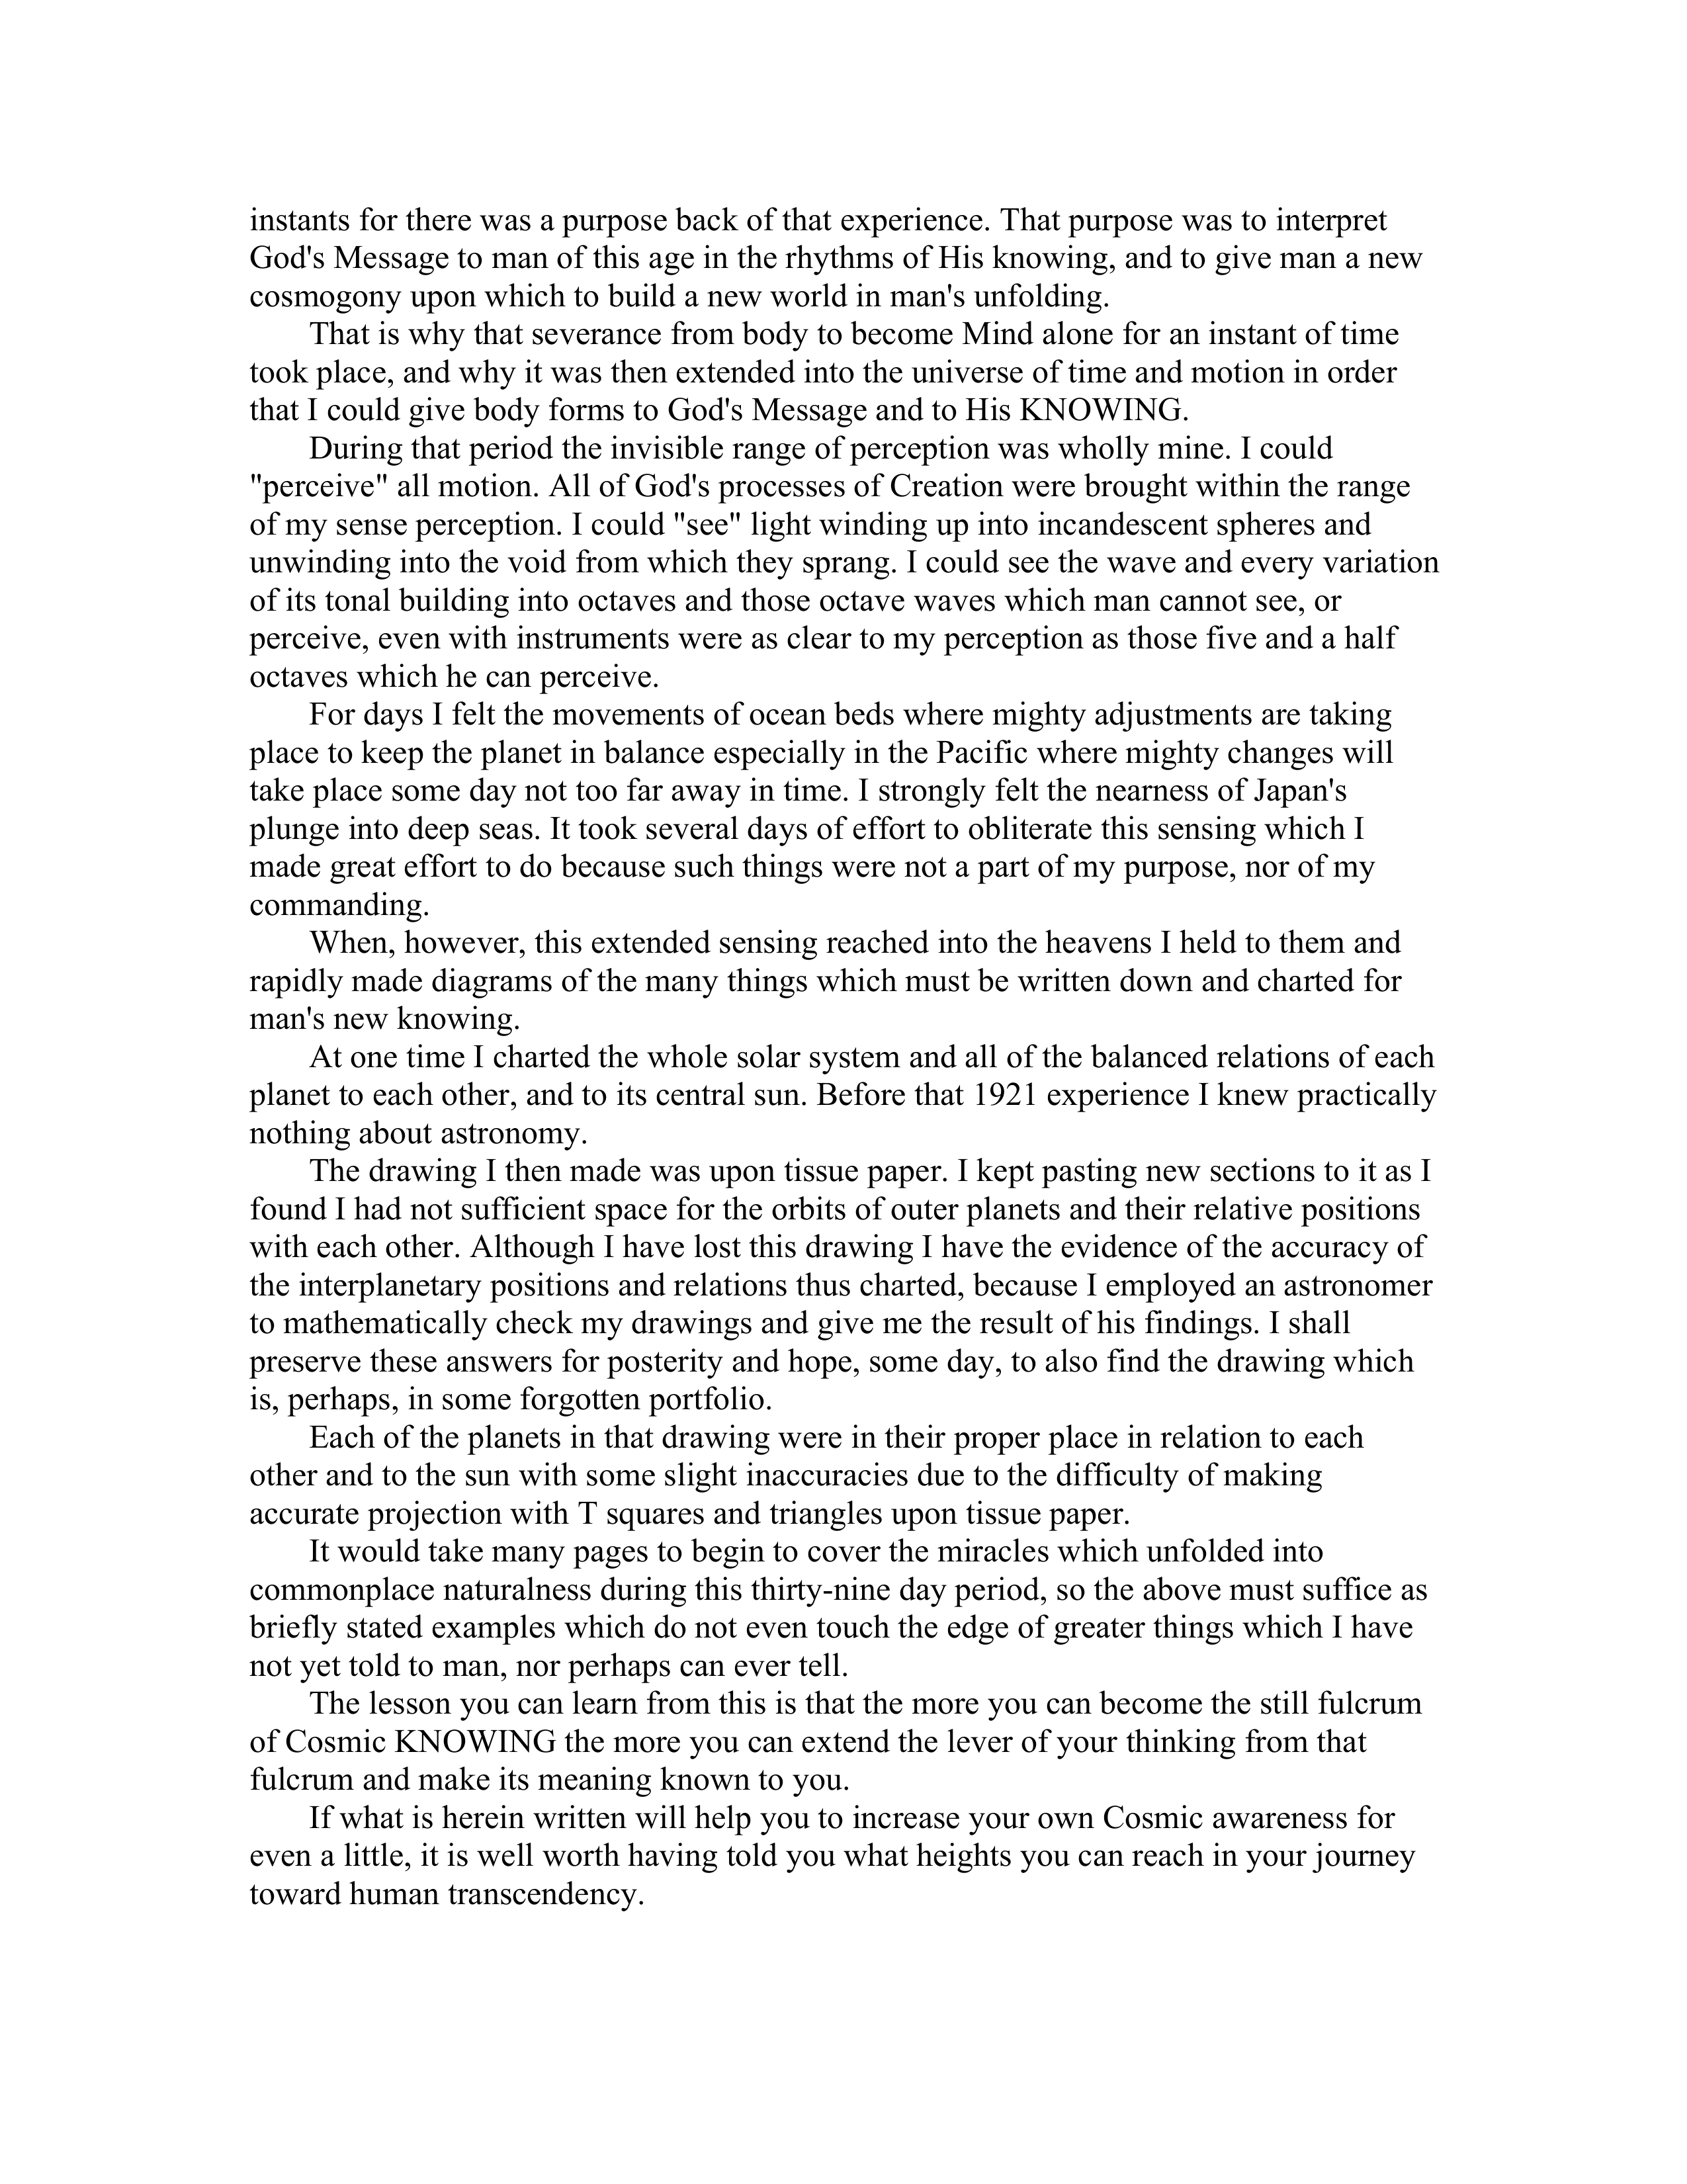 instants for there was a purpose back of that experience. That purpose was to interpret
God's Message to man of this age in the rhythms of His knowing, and to give man a new
cosmogony upon which to build a new world in man's unfolding.
That is why that severance from body to become Mind alone for an instant of time
took place, and why it was then extended into the universe of time and motion in order
that I could give body forms to God's Message and to His KNOWING.
During that period the invisible range of perception was wholly mine. I could
"perceive" all motion. All of God's processes of Creation were brought within the range
of my sense perception. I could "see" light winding up into incandescent spheres and
unwinding into the void from which they sprang. I could see the wave and every variation
of its tonal building into octaves and those octave waves which man cannot see, or
perceive, even with instruments were as clear to my perception as those five and a half
octaves which he can perceive.
For days I felt the movements of ocean beds where mighty adjustments are taking
place to keep the planet in balance especially in the Pacific where mighty changes will
take place some day not too far away in time. I strongly felt the nearness of Japan's
plunge into deep seas. It took several days of effort to obliterate this sensing which I
made great effort to do because such things were not a part of my purpose, nor of my
commanding.
When, however, this extended sensing reached into the heavens I held to them and
rapidly made diagrams of the many things which must be written down and charted for
man's new knowing.
At one time I charted the whole solar system and all of the balanced relations of each
planet to each other, and to its central sun. Before that 1921 experience I knew practically
nothing about astronomy.
The drawing I then made was upon tissue paper. I kept pasting new sections to it as I
found I had not sufficient space for the orbits of outer planets and their relative positions
with each other. Although I have lost this drawing I have the evidence of the accuracy of
the interplanetary positions and relations thus charted, because I employed an astronomer
to mathematically check my drawings and give me the result of his findings. I shall
preserve these answers for posterity and hope, some day, to also find the drawing which
is, perhaps, in some forgotten portfolio.
Each of the planets in that drawing were in their proper place in relation to each
other and to the sun with some slight inaccuracies due to the difficulty of making
accurate projection with T squares and triangles upon tissue paper.
It would take many pages to begin to cover the miracles which unfolded into
commonplace naturalness during this thirty-nine day period, so the above must suffice as
briefly stated examples which do not even touch the edge of greater things which I have
not yet told to man, nor perhaps can ever tell.
The lesson you can learn from this is that the more you can become the still fulcrum
of Cosmic KNOWING the more you can extend the lever of your thinking from that
fulcrum and make its meaning known to you.
If what is herein written will help you to increase your own Cosmic awareness for
even a little, it is well worth having told you what heights you can reach in your journey
toward human transcendency.